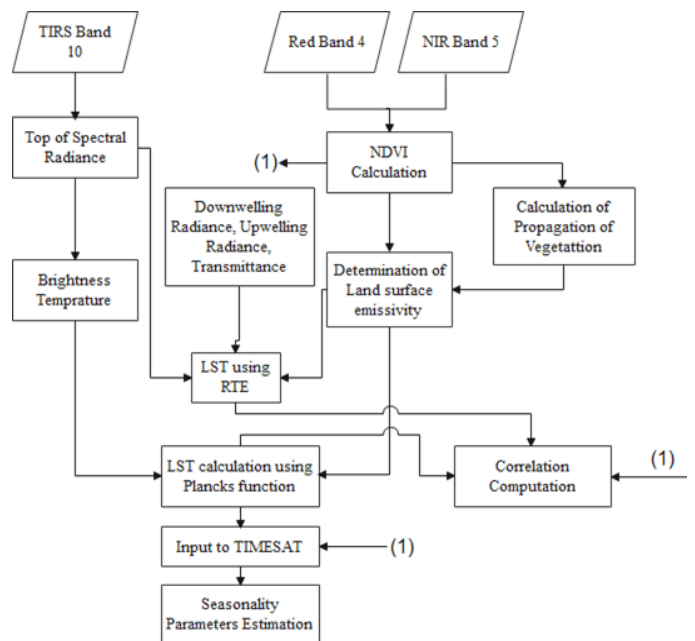 TIRS Band
10
Red Band 4
NIR Band 5
Top of Spectral
Radiance
(1)
NDVI
Calculation
Downwelling
Radiance, Upwelling
Radiance,
Transmittance
Calculation of
Propagation of
Vegetattion
Brightness
Temprature
Determination of
Land surface
emissivity
LST using
RTE
LST calculation using
Plancks function
Correlation
Computation
(1)
Input to TIMESAT
(1)
Seasonality
Parameters Estimation